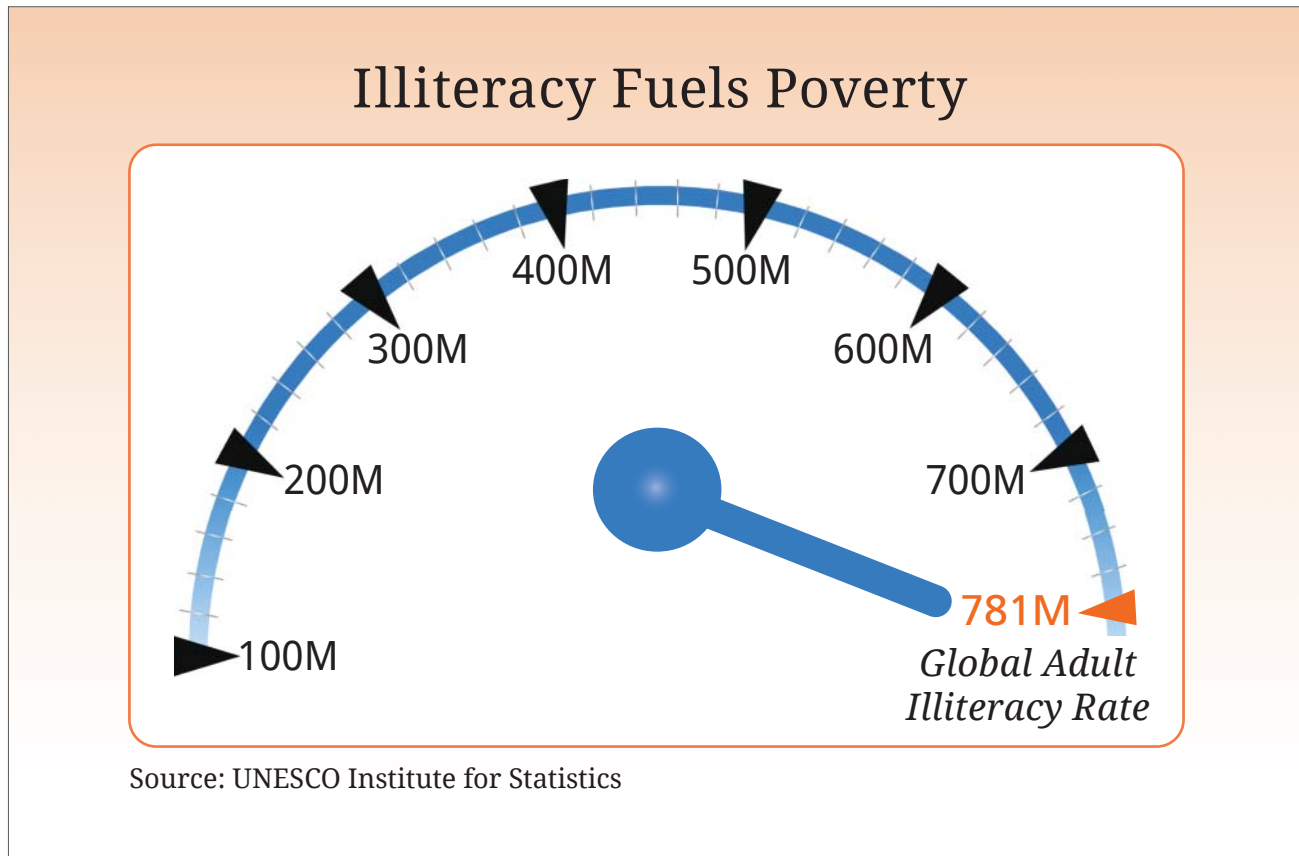 Illiteracy Fuels Poverty
100M
200M
300M
400M
500M
600M
700M
781M
Global Adult
Illiteracy Rate
Source: UNESCO Institute for Statistics